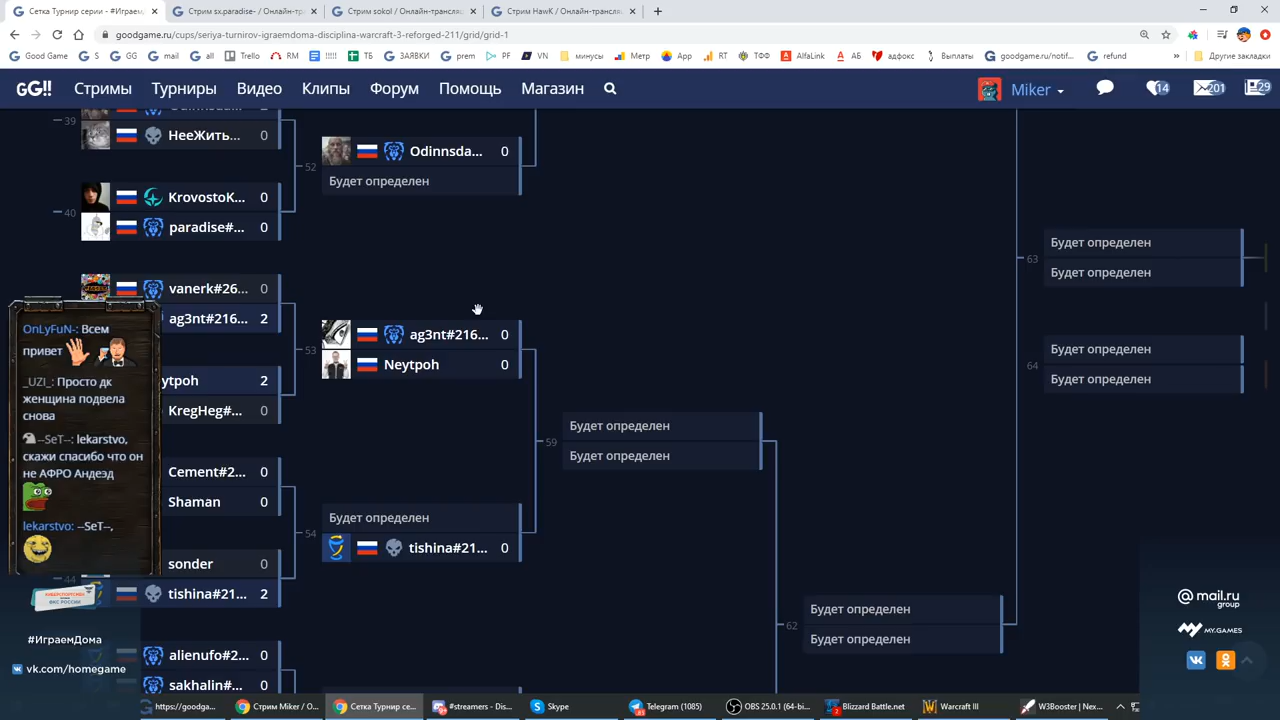 Сетка Турнир серии - #Играем
Стрим sx.paradise- / Онлайн-тр
Стрим sokol / Онлайн-трансляц
Стрим HawK / Онлайн-трансляц
goodgame.ru/cups/seriya-turnirov-igraemdoma-disciplina-warcraft-3-reforged-211/grid/grid-1
Good Game
S
GG
mail
all
Trello
RM
!!!!
ТБ
ЗАЯВКИ
prem
PF
VN
минусы
Метр
App
RT
ТФФ
AlfaLink
АБ
адфокс
Выплаты
goodgame.ru/notif...
refund
Другие закладки
GG!!
Стримы
Турниры
Видео
Клипы
Форум
Помощь
Магазин
Miker
14
201
29
39
НееЖить... 0
40
KrovostoK... 0
paradise#... 0
vanerk#26... 0
ag3nt#216... 2
ytpoh 2
KregHeg#... 0
Cement#2... 0
Shaman 0
sonder 0
44
tishina#21... 2
alienufo#2... 0
sakhalin#... 0
52
Odinnsda... 0
Будет определен
53
ag3nt#216... 0
Neytpoh 0
54
Будет определен
tishina#21... 0
59
Будет определен
Будет определен
62
Будет определен
Будет определен
63
Будет определен
Будет определен
64
Будет определен
Будет определен
OnLyFuN-: Всем
привет
_UZI_: Просто дк
женщина подвела
снова
--SeT--: lekarstvo,
скажи спасибо что он
не АФРО Андеэд
lekarstvo: --SeT--,
#ИграемДома
vk.com/homegame
@mail.ru
group
MY.GAMES
https://goodga...
Стрим Miker / О...
Сетка Турнир се...
#streamers - Dis...
Skype
Telegram (1085)
OBS 25.0.1 (64-bi...
Blizzard Battle.net
Warcraft III
W3Booster | Nex...